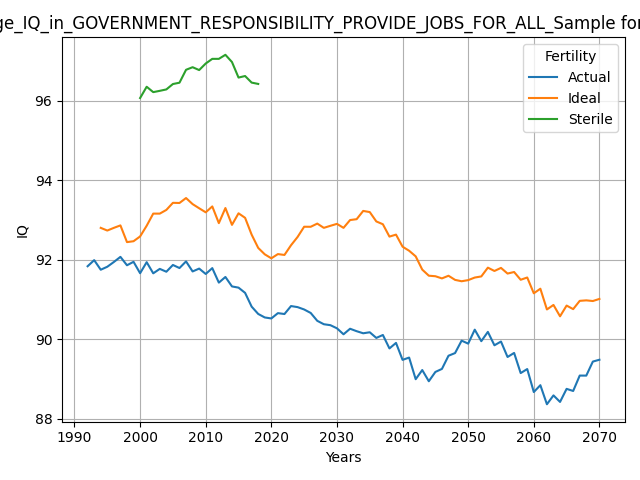 ge_IQ_in_GOVERNMENT_RESPONSIBILITY_PROVIDE_JOBS_FOR_ALL_Sample for
Fertility
Actual
Ideal
Sterile
IQ
96
94
92
90
88
1990 2000 2010 2020 2030 2040 2050 2060 2070
Years